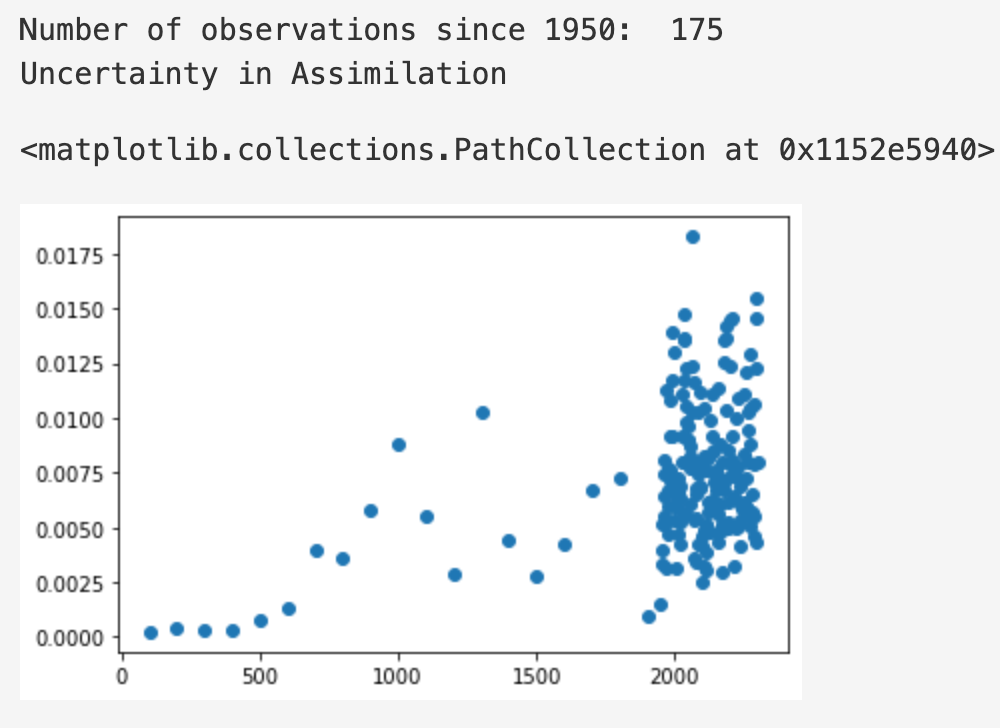 Number of observations since 1950:  175
Uncertainty in Assimilation
<matplotlib.collections.PathCollection at 0x1152e5940>
0.0175
0.0150
0.0125
0.0100
0.0075
0.0050
0.0025
0.0000
0 500 1000 1500 2000